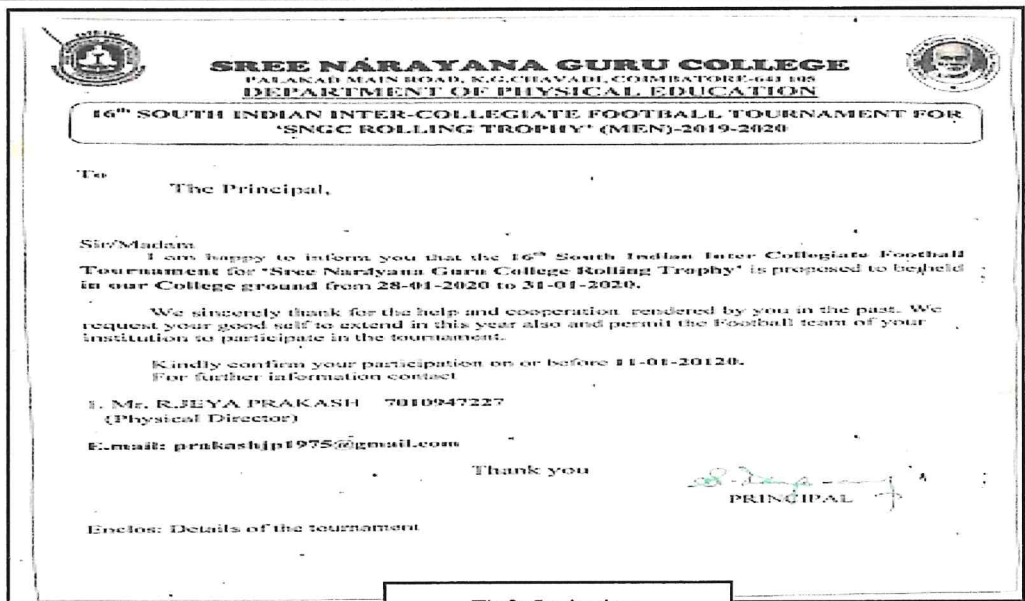 SREE NARAYANA GURU COLLEGE
PALAKAD MAIN ROAD, K.G.CHAVADI, COIMBATORE-641 105
DEPARTMENT OF PHYSICAL EDUCATION
16th SOUTH INDIAN INTER-COLLEGIATE FOOTBALL TOURNAMENT FOR
'SNGC ROLLING TROPHY' (MEN)-2019-2020
To
The Principal,
Sir/Madam
I am happy to inform you that the 16th South Indian Inter Collegiate Football
Tournament for 'Sree Narayana Guru College Rolling Trophy' is proposed to be held
in our College ground from 28-01-2020 to 31-01-2020.
We sincerely thank for the help and cooperation rendered by you in the past. We
request your good self to extend in this year also and permit the Football team of your
institution to participate in the tournament.
Kindly confirm your participation on or before 11-01-20120.
For further information contact
1. Mr. R.JEYA PRAKASH 7010947227
(Physical Director)
E.mail: prakashjp1975@gmail.com
Thank you
PRINCIPAL
Enclos: Details of the tournament